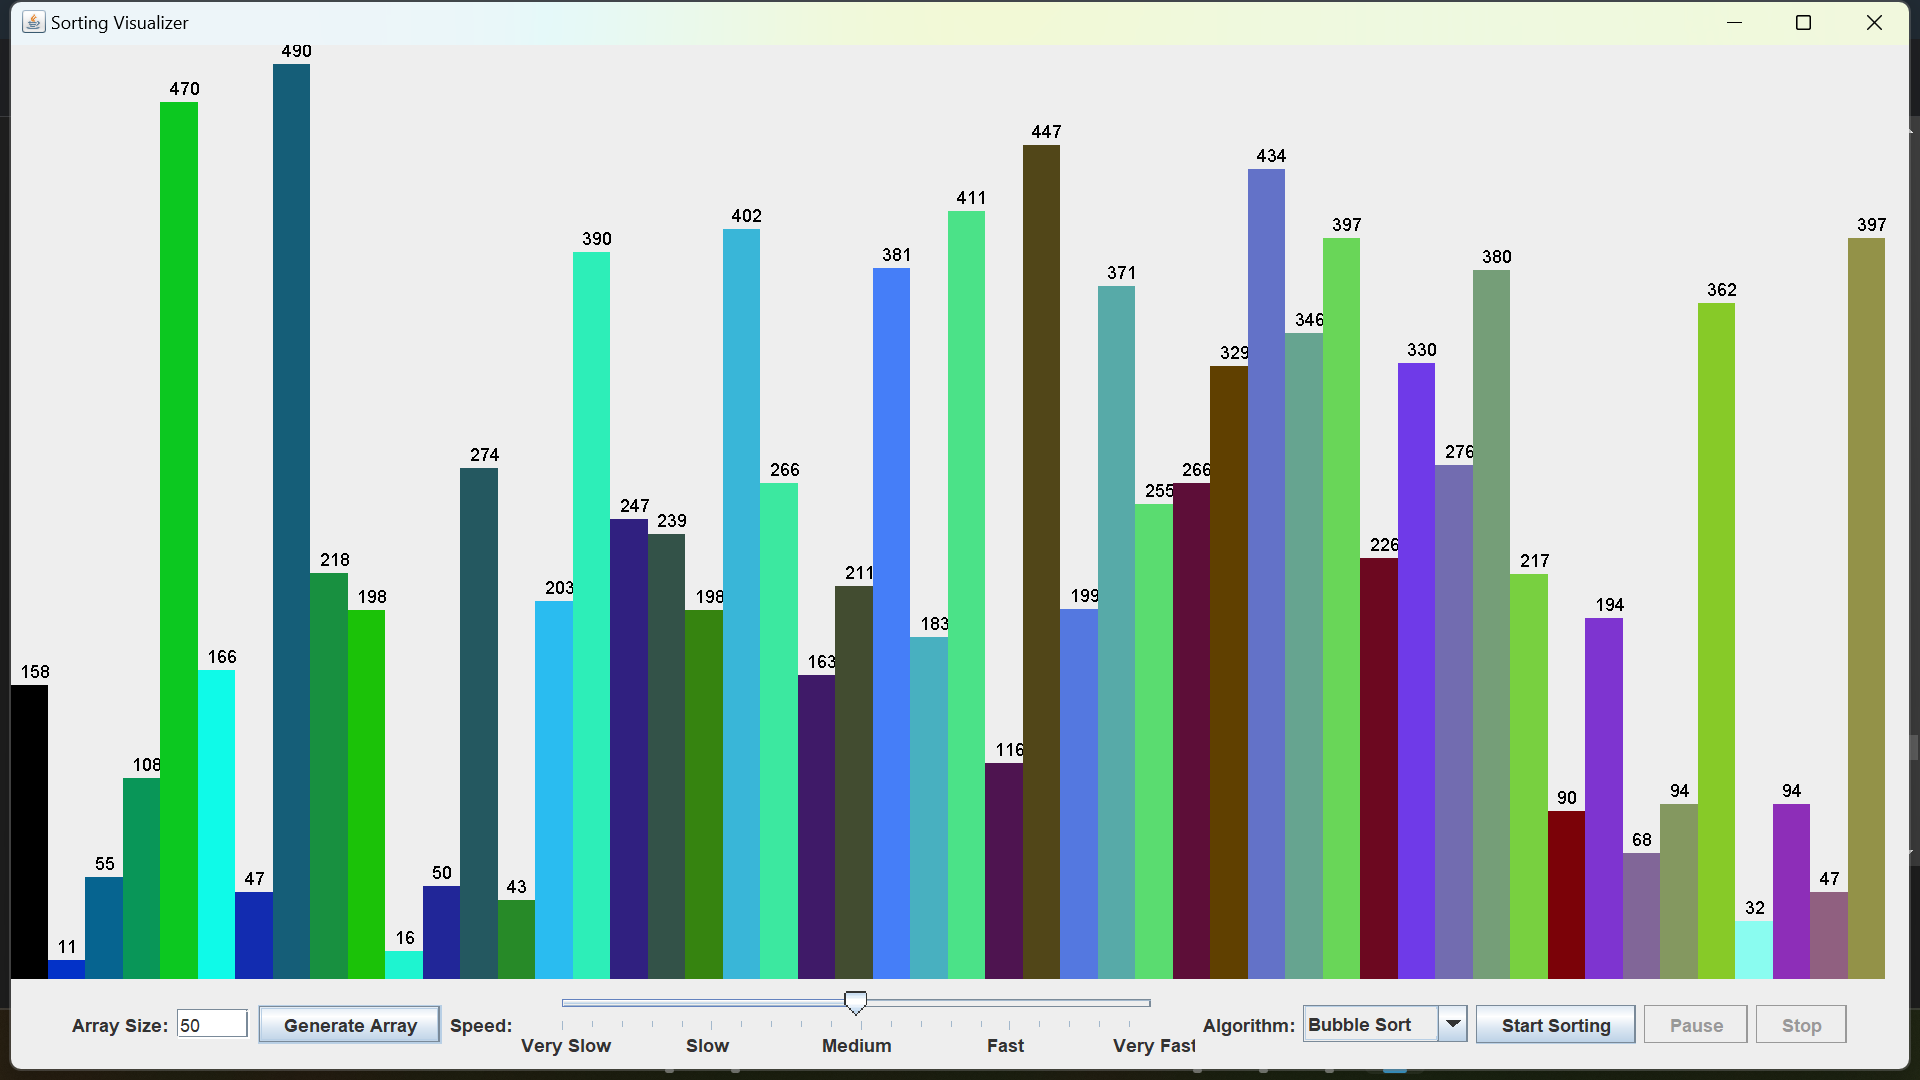 Sorting Visualizer
158 11 55 108 470 166 47 490 218 198 16 50 274 43 203 390 247 239 198 402 266 163 211 381 183 411 116 447 199 371 255 266 329 434 346 397 226 330 276 380 217 90 194 68 94 362 32 94 47 397
Array Size: 50 Generate Array Speed: Algorithm: Bubble Sort Start Sorting Pause Stop
Very Slow Slow Medium Fast Very Fast